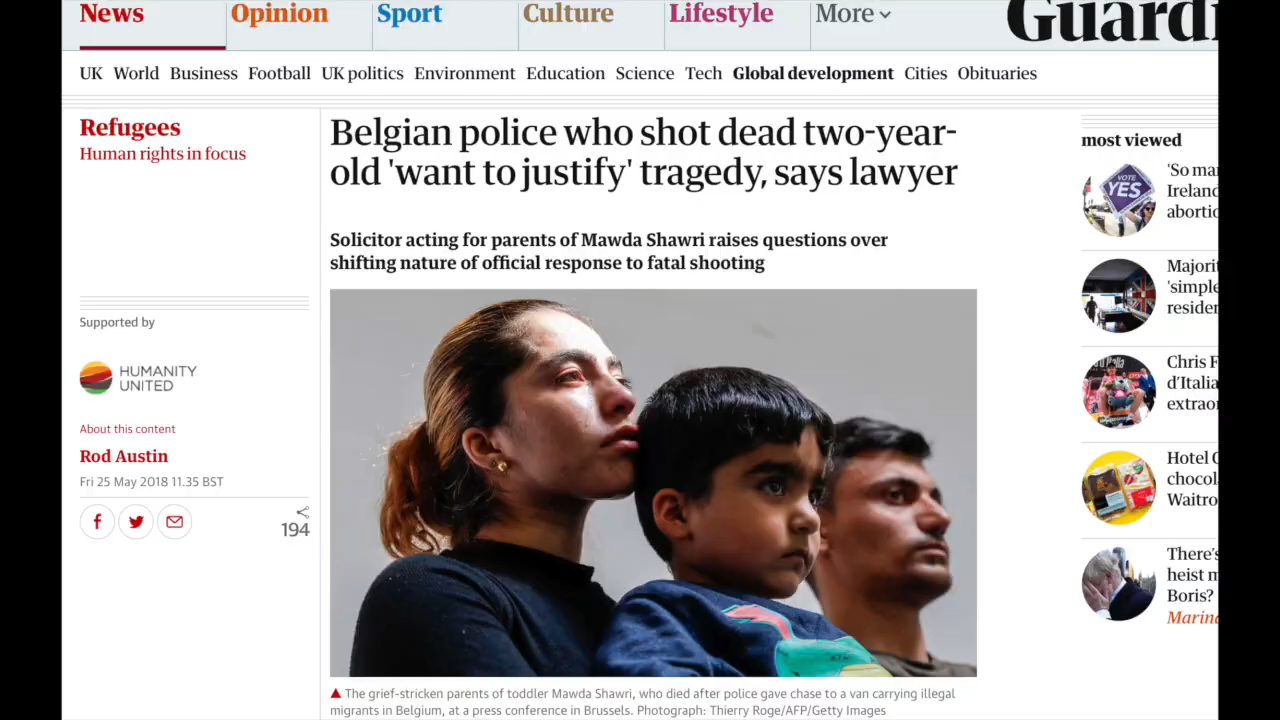 News
Opinion
Sport
Culture
Lifestyle
More
Guardi
UK World Business Football UK politics Environment Education Science Tech Global development Cities Obituaries
Refugees
Human rights in focus
Supported by
HUMANITY
UNITED
About this content
Rod Austin
Fri 25 May 2018 11.35 BST
194
Belgian police who shot dead two-year-
old 'want to justify' tragedy, says lawyer
Solicitor acting for parents of Mawda Shawri raises questions over
shifting nature of official response to fatal shooting
The grief-stricken parents of toddler Mawda Shawri, who died after police gave chase to a van carrying illegal
migrants in Belgium, at a press conference in Brussels. Photograph: Thierry Roge/AFP/Getty Images
most viewed
VOTE
YES
'So mar
Ireland
abortio
Majorit
'simple
resider
Chris F
d'Italia
extraor
Hotel C
chocol
Waitro
There's
heist m
Boris?
Marina